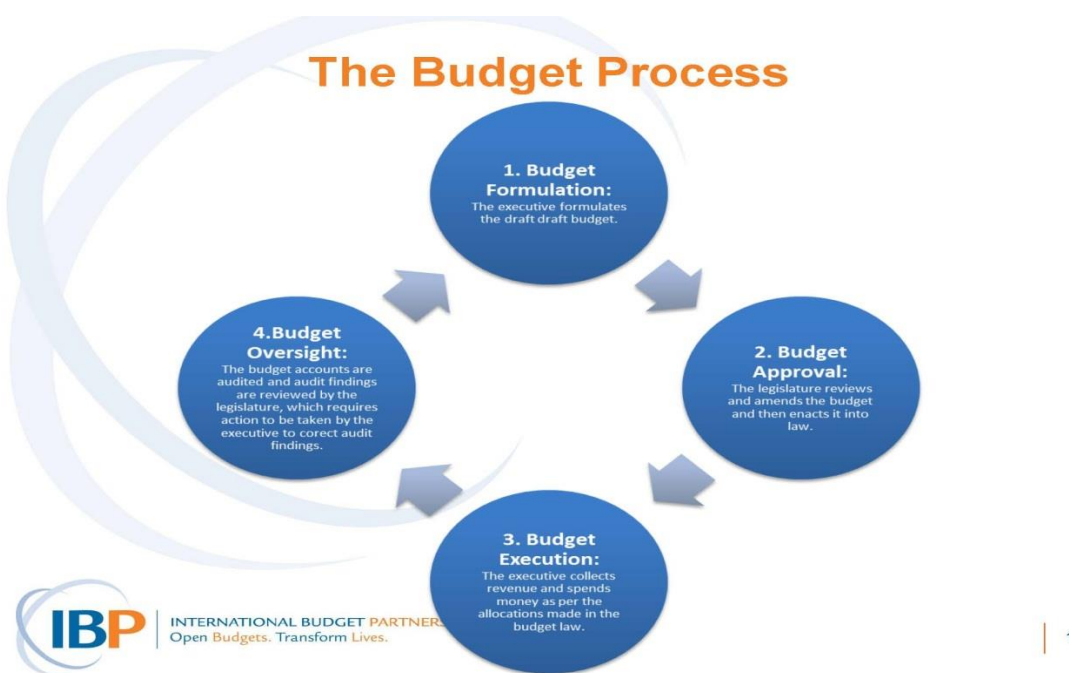 The Budget Process
1. Budget
Formulation:
The executive formulates
the draft draft budget.
2. Budget
Approval:
The legislature reviews
and amends the budget
and then enacts it into
law.
3. Budget
Execution:
The executive collects
revenue and spends
money as per the
allocations made in the
budget law.
4.Budget
Oversight:
The budget accounts are
audited and audit findings
are reviewed by the
legislature, which requires
action to be taken by the
executive to corect audit
findings.
IBP
INTERNATIONAL BUDGET
Open Budgets. Transform Lives.